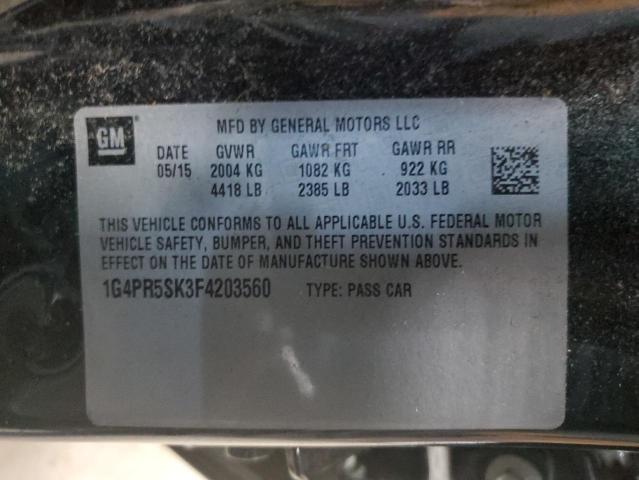 GM
MFD BY GENERAL MOTORS LLC
DATE GVWR GAWR FRT GAWR RR
05/15 2004 KG 1082 KG 922 KG
4418 LB 2385 LB 2033 LB
THIS VEHICLE CONFORMS TO ALL APPLICABLE U.S. FEDERAL MOTOR
VEHICLE SAFETY, BUMPER, AND THEFT PREVENTION STANDARDS IN
EFFECT ON THE DATE OF MANUFACTURE SHOWN ABOVE.
1G4PR5SK3F4203560 TYPE: PASS CAR